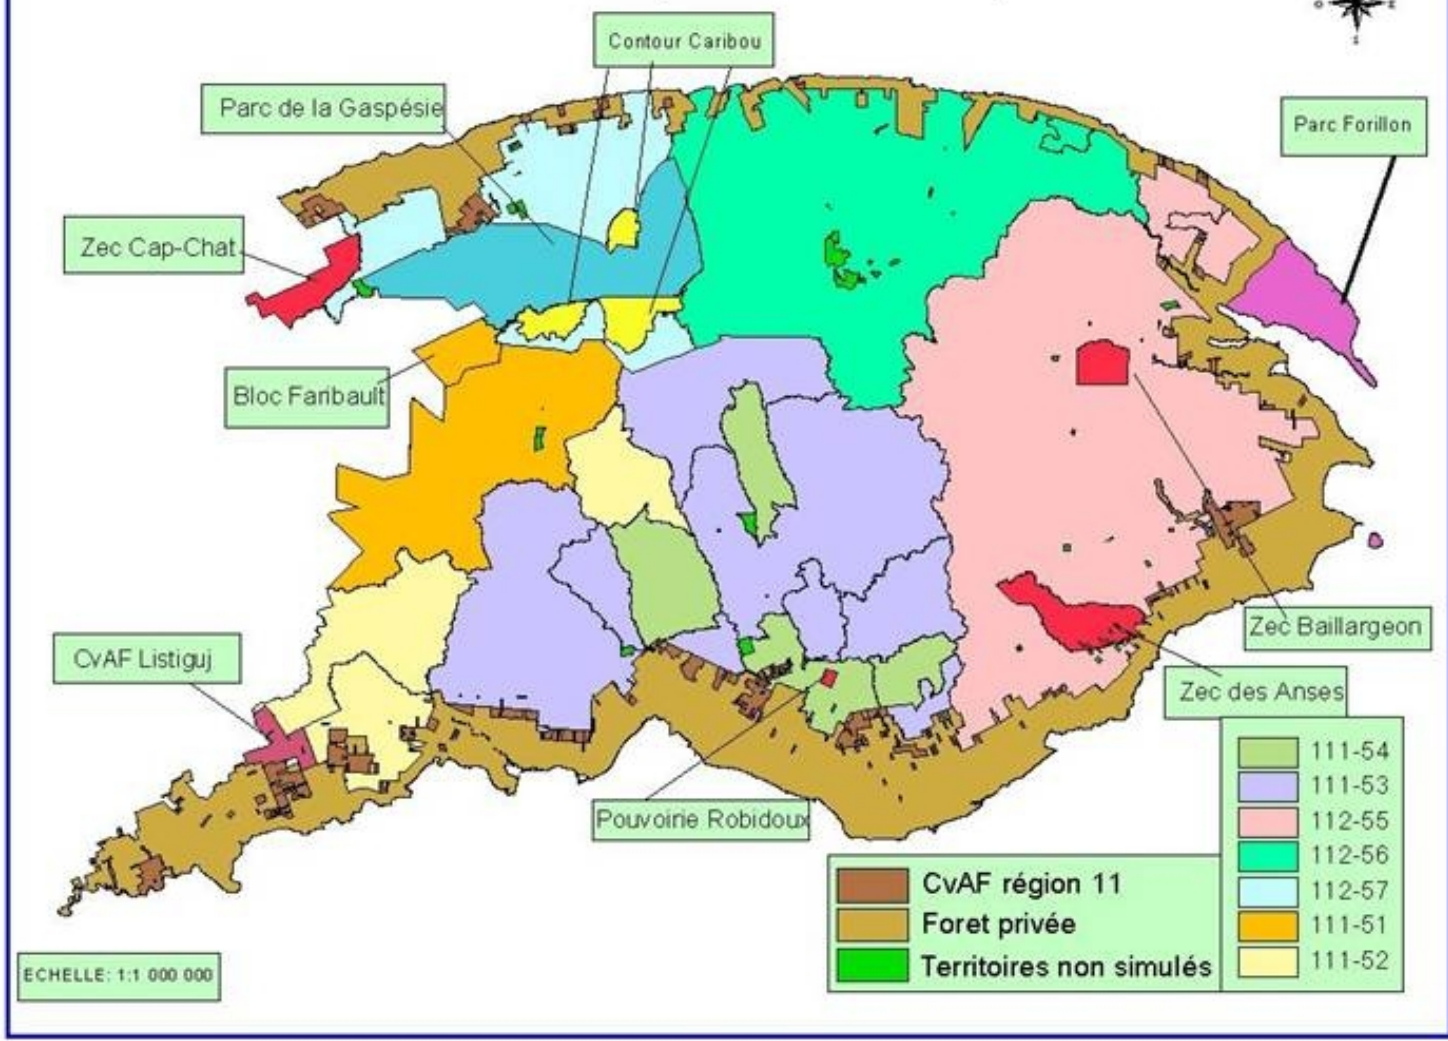 Contour Caribou
Parc de la Gaspésie
Parc Forillon
Zec Cap-Chat
Bloc Faribault
CvAF Listiguj
Zec Baillargeon
Zec des Anses
Pouvoirie Robidoux
111-54
111-53
112-55
112-56
112-57
111-51
111-52
CvAF région 11
Foret privée
Territoires non simulés
ECHELLE: 1:1 000 000